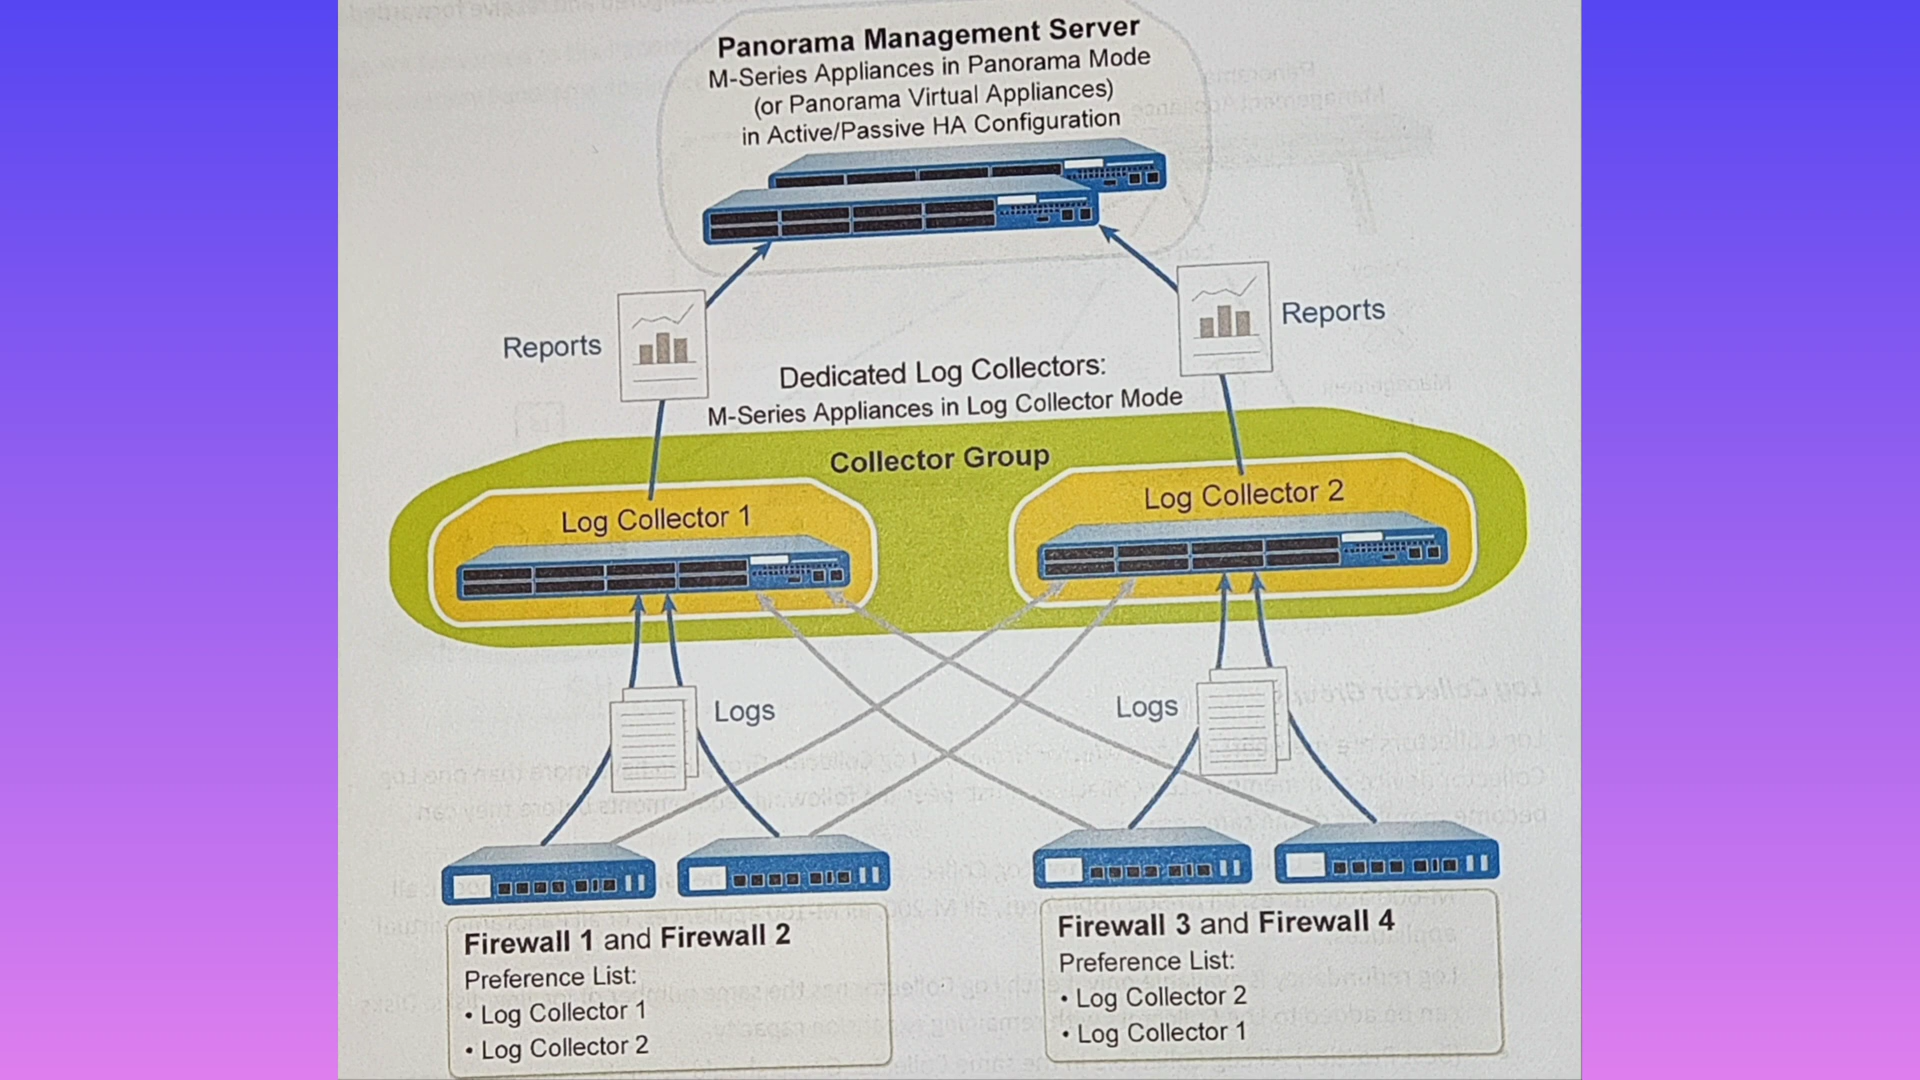 Panorama Management Server
M-Series Appliances in Panorama Mode
(or Panorama Virtual Appliances)
in Active/Passive HA Configuration
Reports
Reports
Dedicated Log Collectors:
M-Series Appliances in Log Collector Mode
Collector Group
Log Collector 1
Log Collector 2
Logs
Logs
Firewall 1 and Firewall 2
Preference List:
• Log Collector 1
• Log Collector 2
Firewall 3 and Firewall 4
Preference List:
• Log Collector 2
• Log Collector 1